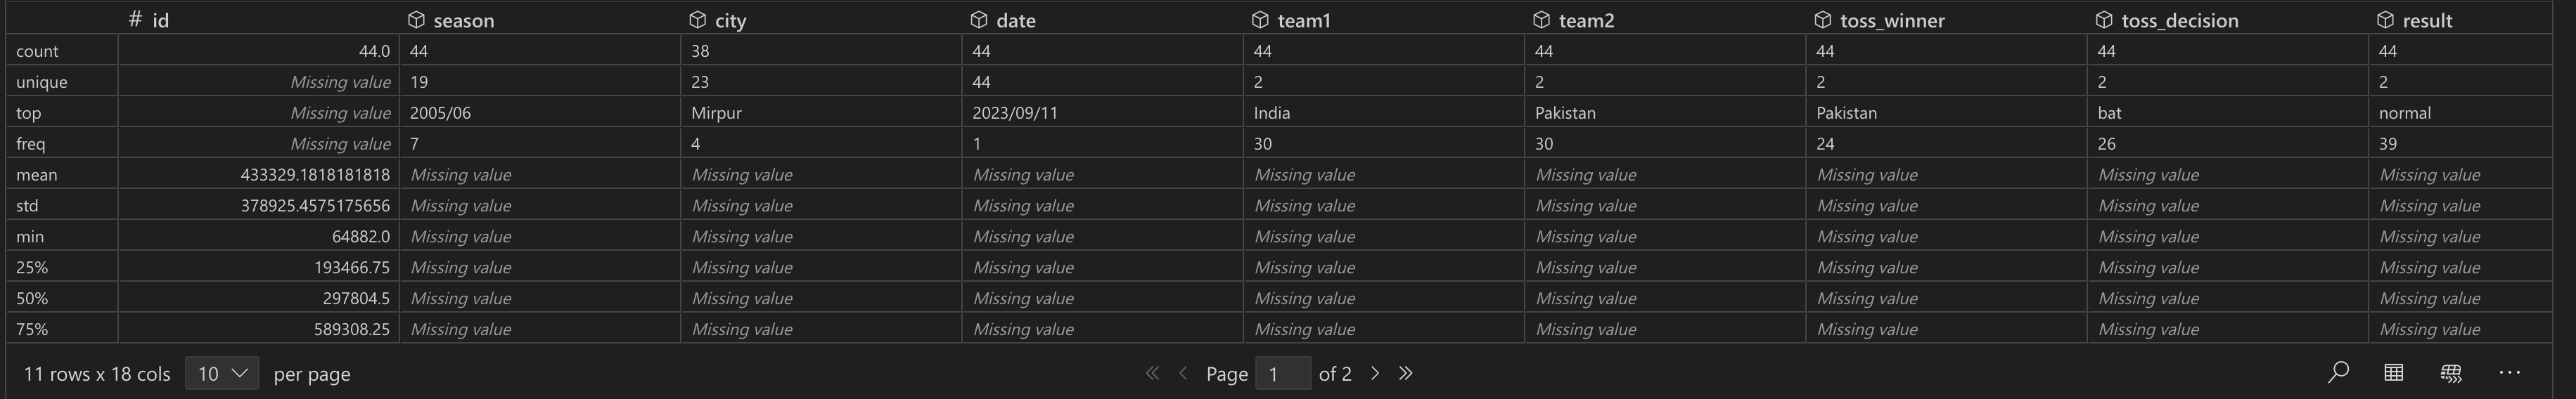 # id season city date team1 team2 toss_winner toss_decision result
count 44.0 44 38 44 44 44 44 44 44
unique Missing value 19 23 44 2 2 2 2 2
top Missing value 2005/06 Mirpur 2023/09/11 India Pakistan Pakistan bat normal
freq Missing value 7 4 1 30 30 24 26 39
mean 433329.1818181818 Missing value Missing value Missing value Missing value Missing value Missing value Missing value Missing value
std 378925.4575175656 Missing value Missing value Missing value Missing value Missing value Missing value Missing value Missing value
min 64882.0 Missing value Missing value Missing value Missing value Missing value Missing value Missing value Missing value
25% 193466.75 Missing value Missing value Missing value Missing value Missing value Missing value Missing value Missing value
50% 297804.5 Missing value Missing value Missing value Missing value Missing value Missing value Missing value Missing value
75% 589308.25 Missing value Missing value Missing value Missing value Missing value Missing value Missing value Missing value
11 rows x 18 cols 10 per page Page 1 of 2